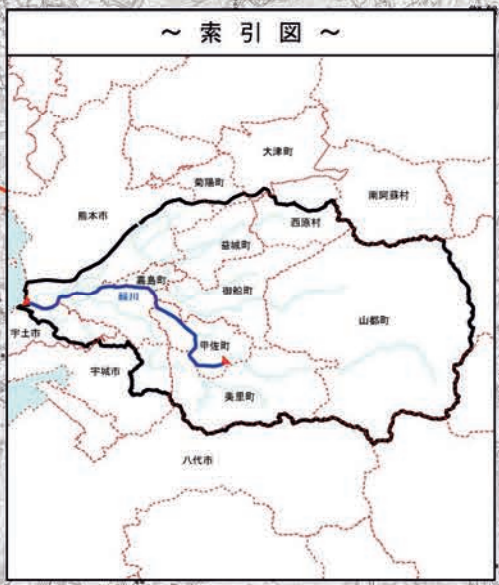 ～ 索 引 図 ～
大津町
菊陽町
南阿蘇村
熊本市
西原村
益城町
嘉島町
御船町
緑川
山都町
宇土市
甲佐町
宇城市
美里町
八代市